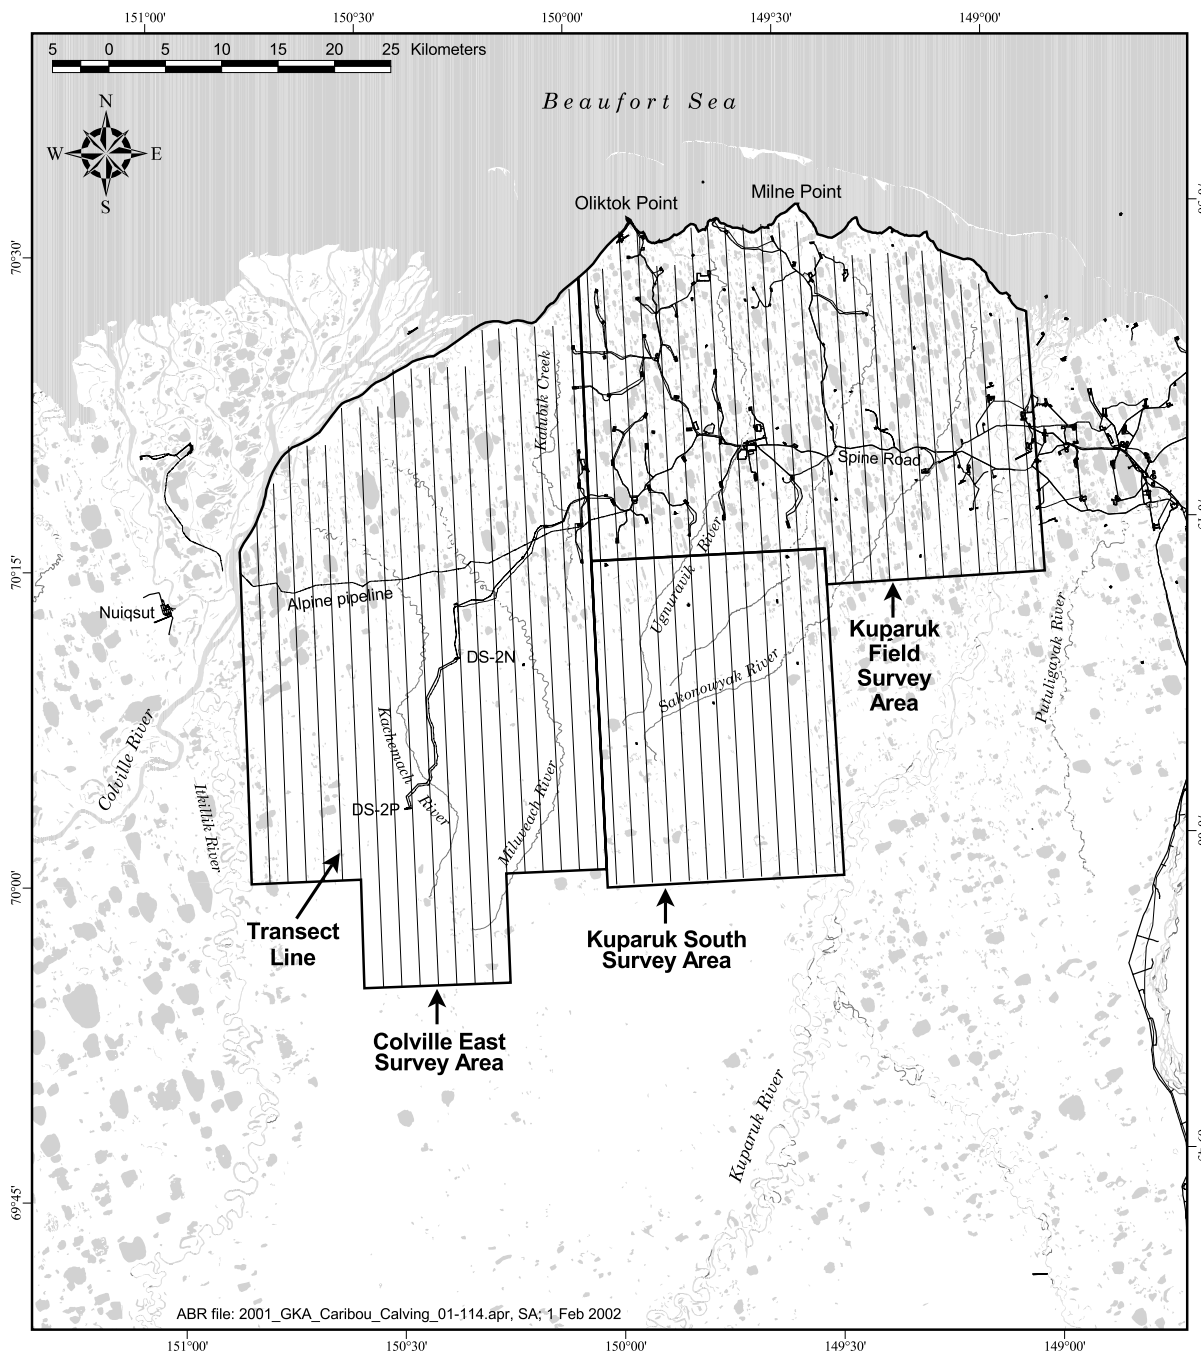 151°00'
150°30'
150°00'
149°30'
149°00'
5 0 5 10 15 20 25 Kilometers
Beaufort Sea
N
W E
S
Oliktok Point
Milne Point
70°30'
Kalubik Creek
Spine Road
70°15'
Alpine pipeline
Nuiqsut
Ugnuravik River
DS-2N
Kuparuk
Field
Survey
Area
Putuligayak River
Sakonowyak River
Colville River
Kachemach River
Itkillik River
DS-2P
Miluveach River
70°00'
Transect
Line
Kuparuk South
Survey Area
Colville East
Survey Area
Kuparuk River
69°45'
ABR file: 2001_GKA_Caribou_Calving_01-114.apr, SA; 1 Feb 2002
151°00'
150°30'
150°00'
149°30'
149°00'